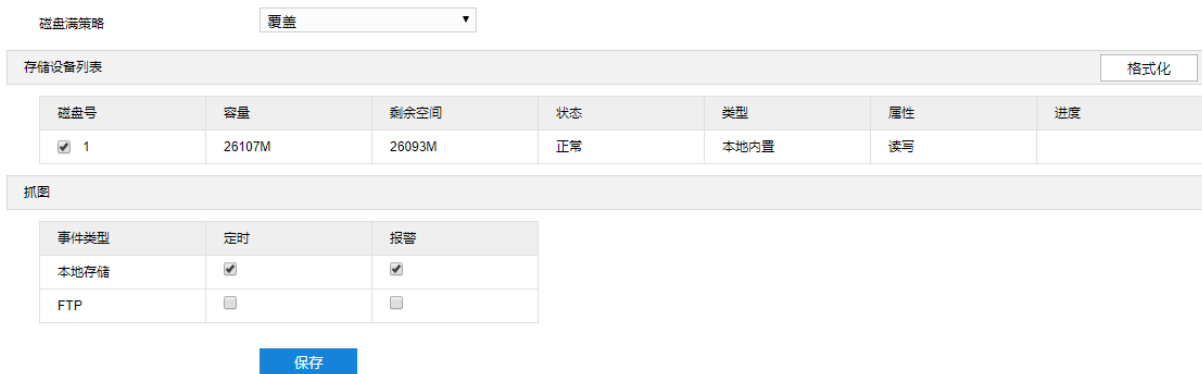 磁盘满策略 覆盖
存储设备列表 格式化
磁盘号 容量 剩余空间 状态 类型 属性 进度
1 26107M 26093M 正常 本地内置 读写
抓图
事件类型 定时 报警
本地存储
FTP
保存